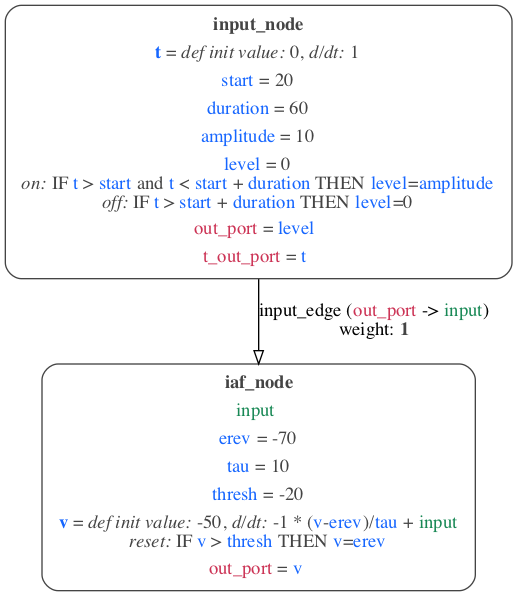 input_node
t = def init value: 0, d/dt: 1
start = 20
duration = 60
amplitude = 10
level = 0
on: IF t > start and t < start + duration THEN level=amplitude
off: IF t > start + duration THEN level=0
out_port = level
t_out_port = t
input_edge (out_port -> input)
weight: 1
iaf_node
input
erev = -70
tau = 10
thresh = -20
v = def init value: -50, d/dt: -1 * (v-erev)/tau + input
reset: IF v > thresh THEN v=erev
out_port = v